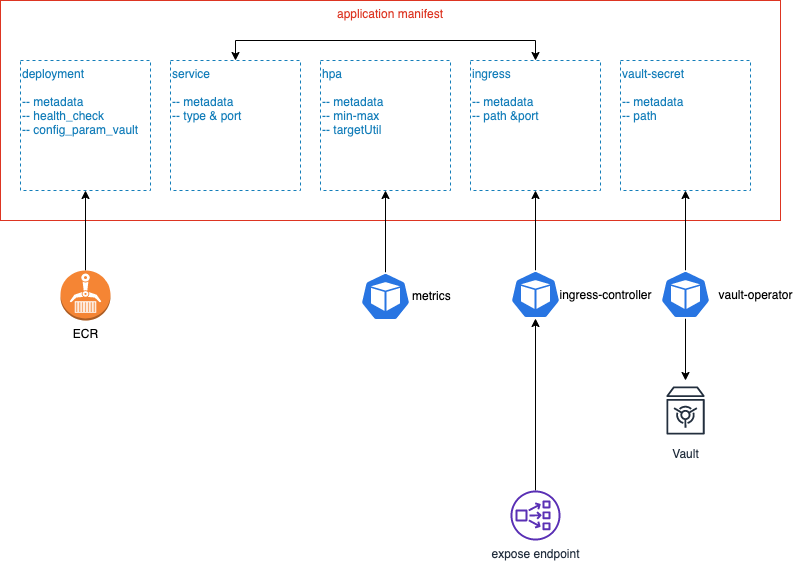 application manifest
deployment
-- metadata
-- health_check
-- config_param_vault
service
-- metadata
-- type & port
hpa
-- metadata
-- min-max
-- targetUtil
ingress
-- metadata
-- path &port
vault-secret
-- metadata
-- path
ECR
metrics
ingress-controller
vault-operator
Vault
expose endpoint